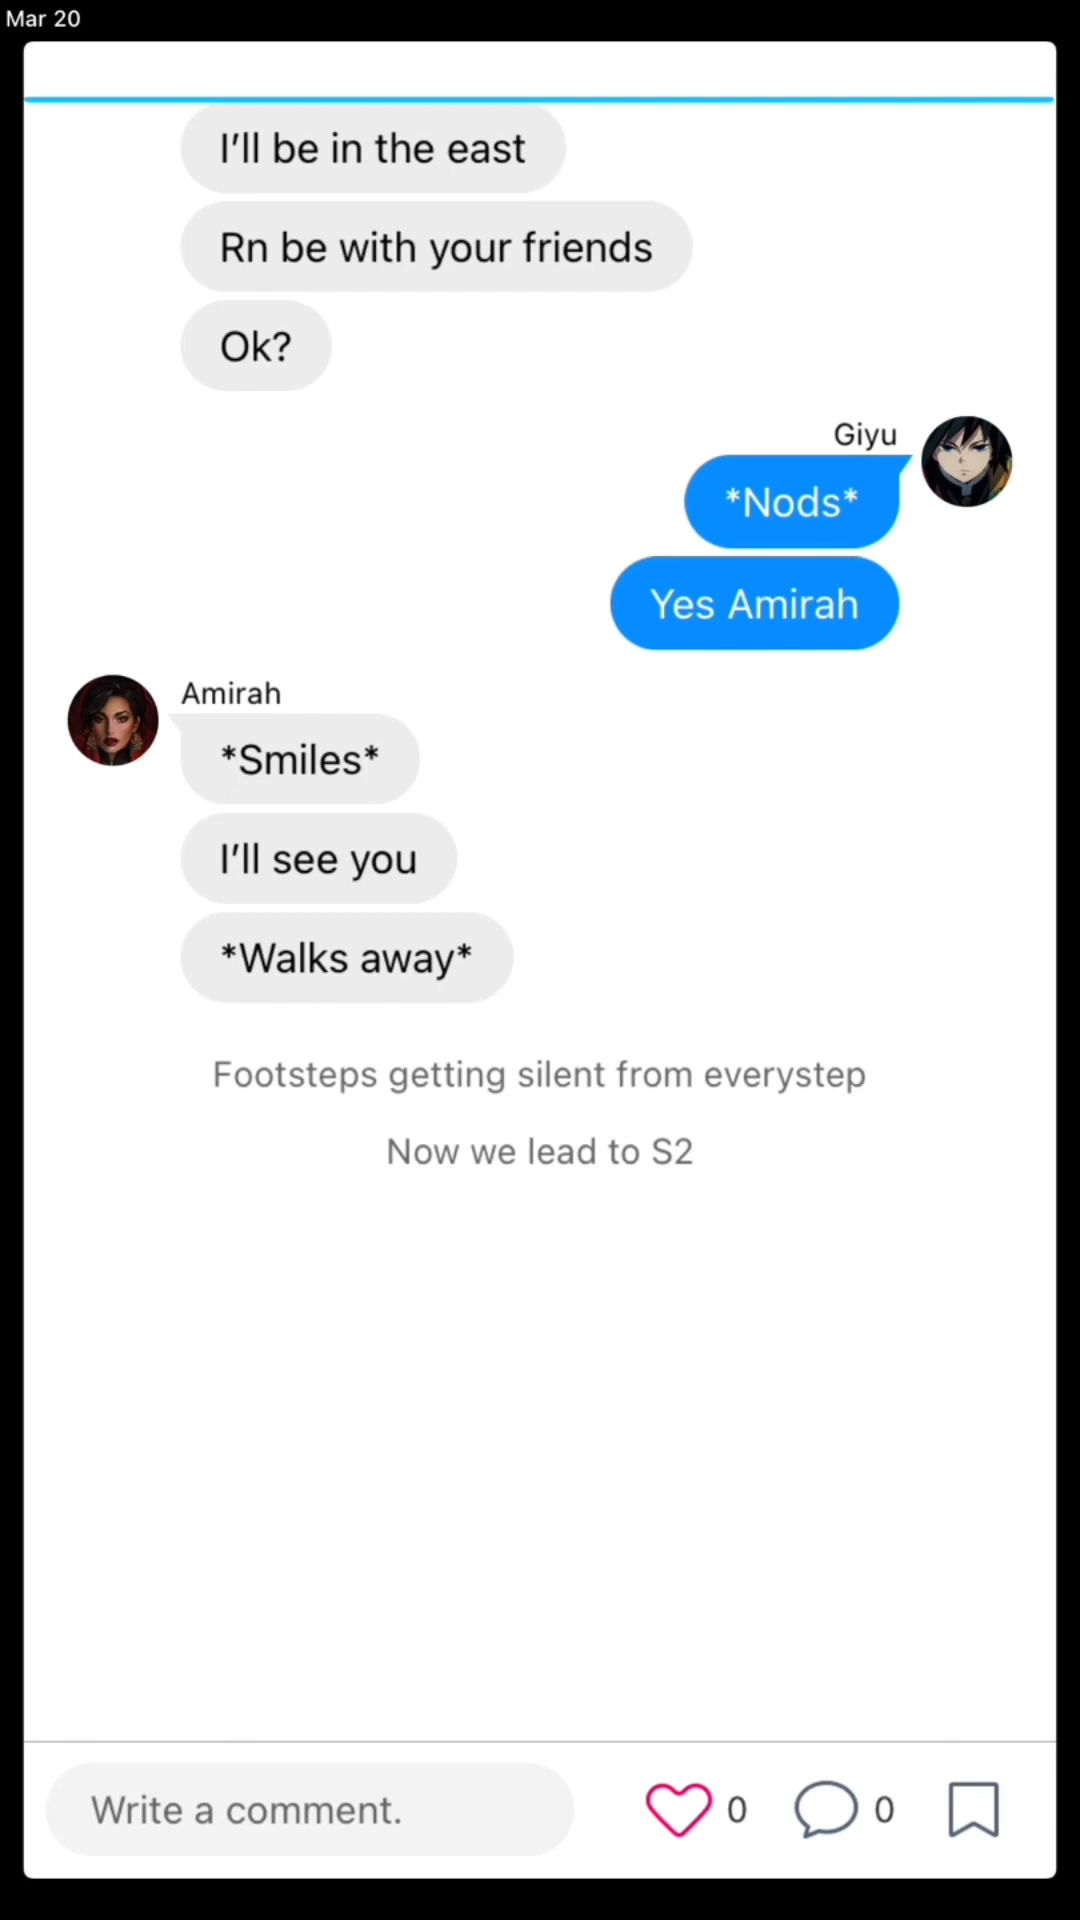 Mar 20
I’ll be in the east
Rn be with your friends
Ok?
Giyu
*Nods*
Yes Amirah
Amirah
*Smiles*
I’ll see you
*Walks away*
Footsteps getting silent from everystep
Now we lead to S2
Write a comment.
0
0